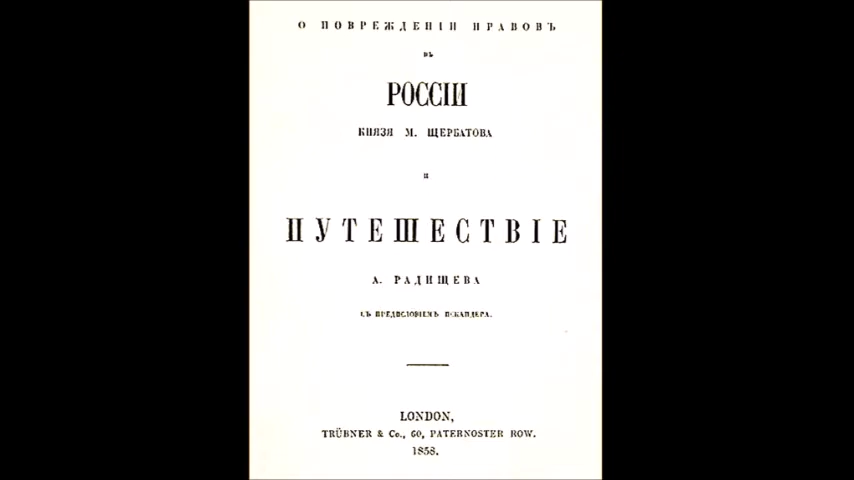 О ПОВРЕЖДЕНІИ НРАВОВЪ
ВЪ
РОССІИ
КНЯЗЯ М. ЩЕРБАТОВА
И
ПУТЕШЕСТВІЕ
А. РАДИЩЕВА
СЪ ПРЕДИСЛОВІЕМЪ ИСКАНДЕРА.
LONDON,
TRÜBNER & Co., 60, PATERNOSTER ROW.
1858.